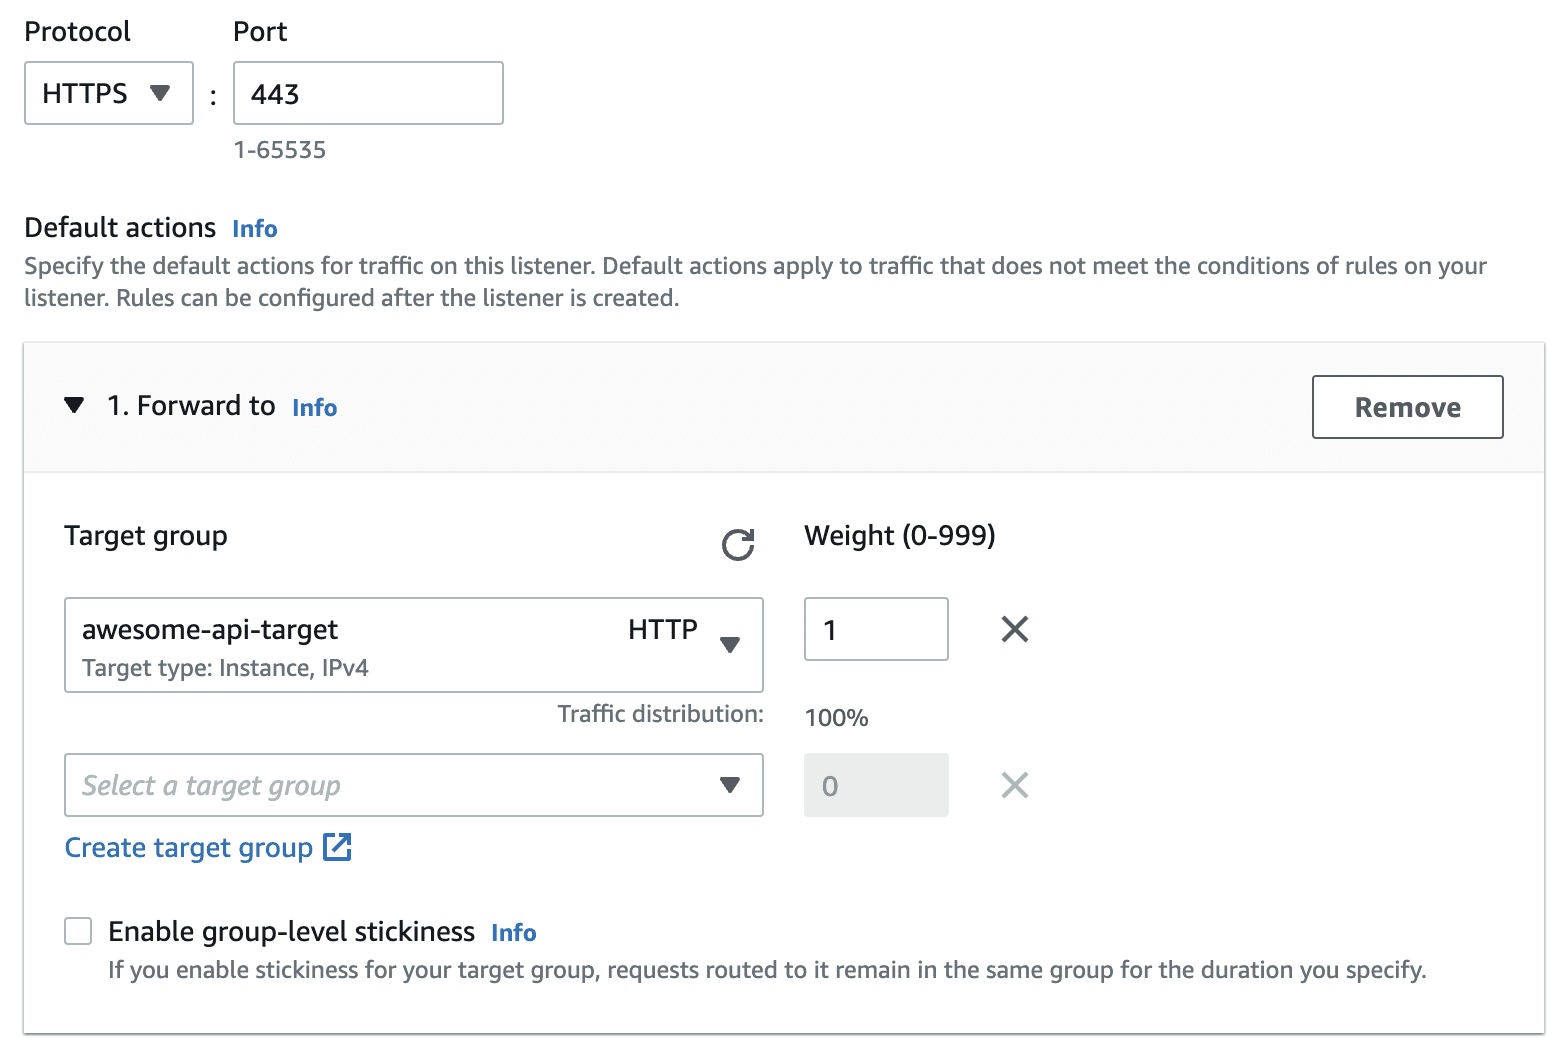 Protocol Port
HTTPS : 443
1-65535
Default actions Info
Specify the default actions for traffic on this listener. Default actions apply to traffic that does not meet the conditions of rules on your
listener. Rules can be configured after the listener is created.
1. Forward to Info Remove
Target group Weight (0-999)
awesome-api-target HTTP 1
Target type: Instance, IPv4
Traffic distribution: 100%
Select a target group 0
Create target group
Enable group-level stickiness Info
If you enable stickiness for your target group, requests routed to it remain in the same group for the duration you specify.